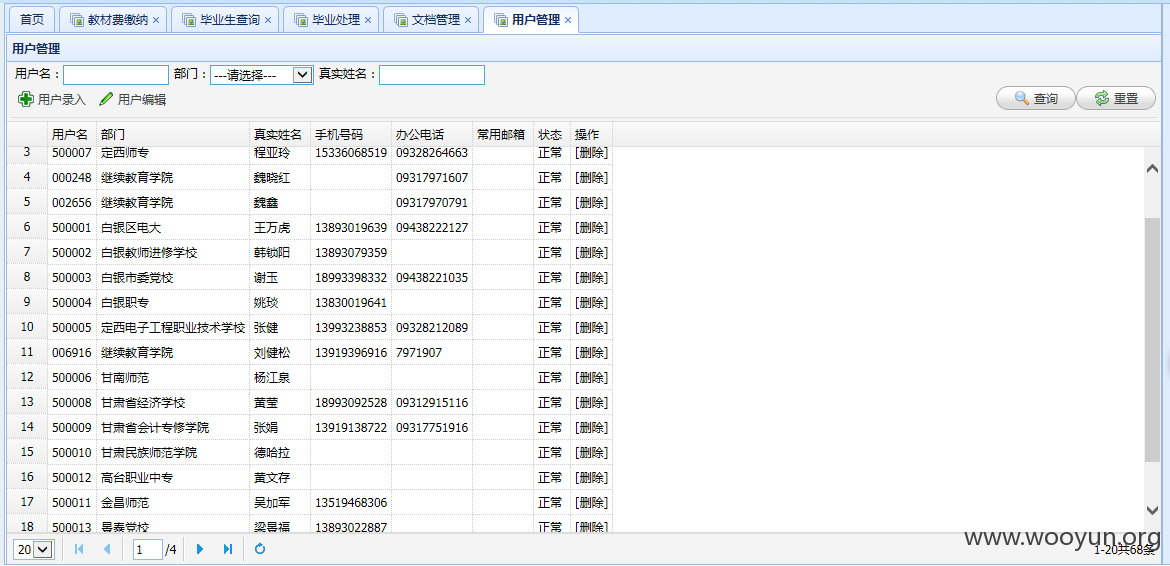 首页 教材费缴纳 × 毕业生查询 × 毕业处理 × 文档管理 × 用户管理 ×
用户管理
用户名： 部门： ---请选择--- 真实姓名：
用户录入 用户编辑 查询 重置
用户名 部门 真实姓名 手机号码 办公电话 常用邮箱 状态 操作
3 500007 定西师专 程亚玲 15336068519 09328264663 正常 [删除]
4 000248 继续教育学院 魏晓红 09317971607 正常 [删除]
5 002656 继续教育学院 魏鑫 09317970791 正常 [删除]
6 500001 白银区电大 王万虎 13893019639 09438222127 正常 [删除]
7 500002 白银教师进修学校 韩锁阳 13893079359 正常 [删除]
8 500003 白银市委党校 谢玉 18993398332 09438221035 正常 [删除]
9 500004 白银职专 姚琰 13830019641 正常 [删除]
10 500005 定西电子工程职业技术学校 张健 13993238853 09328212089 正常 [删除]
11 006916 继续教育学院 刘健松 13919396916 7971907 正常 [删除]
12 500006 甘南师范 杨江泉 正常 [删除]
13 500008 甘肃省经济学校 黄莹 18993092528 09312915116 正常 [删除]
14 500009 甘肃省会计专修学院 张娟 13919138722 09317751916 正常 [删除]
15 500010 甘肃民族师范学院 德哈拉 正常 [删除]
16 500012 高台职业中专 黄文存 正常 [删除]
17 500011 金昌师范 吴加军 13519468306 正常 [删除]
18 500013 景泰党校 梁景福 13893022887 正常 [删除]
20 1 /4 1-20共68条
www.wooyun.org